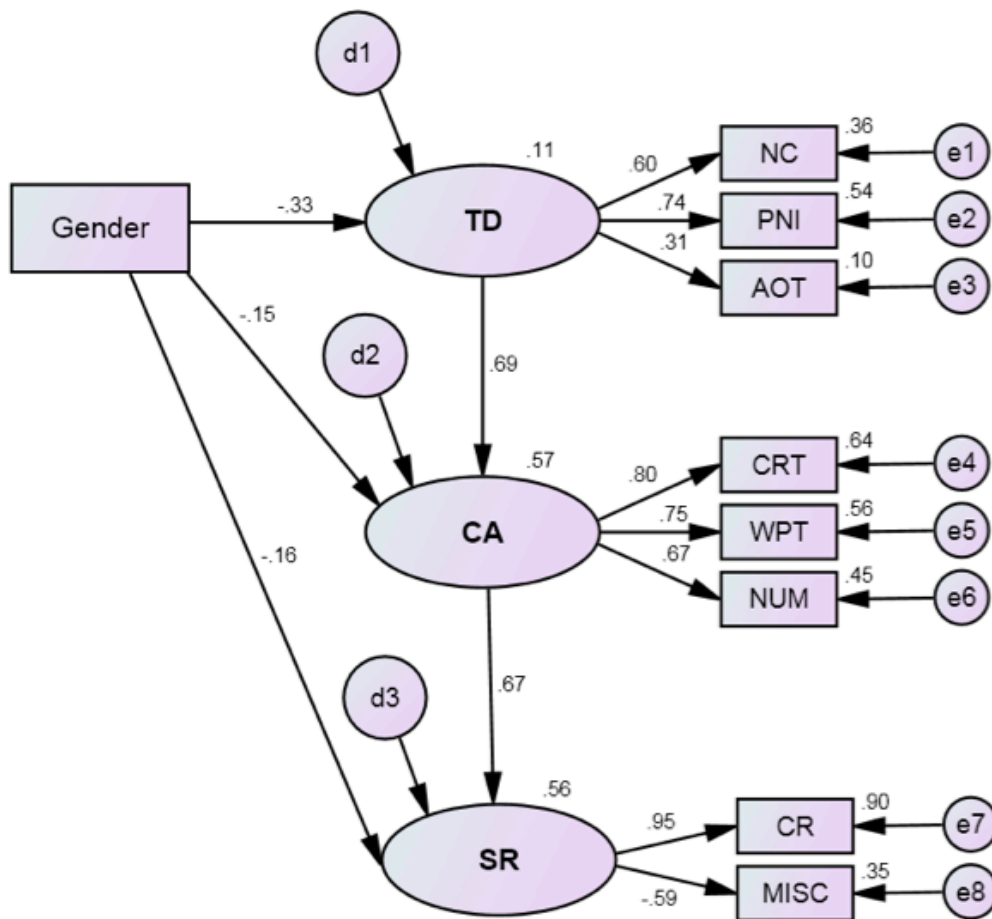 d1
.11
NC
.36
e1
.60
Gender
-.33
TD
.74
PNI
.54
e2
.31
AOT
.10
e3
-.15
d2
.69
.57
CRT
.64
e4
.80
CA
.75
WPT
.56
e5
.67
NUM
.45
e6
-.16
d3
.67
.56
CR
.90
e7
.95
SR
-.59
MISC
.35
e8